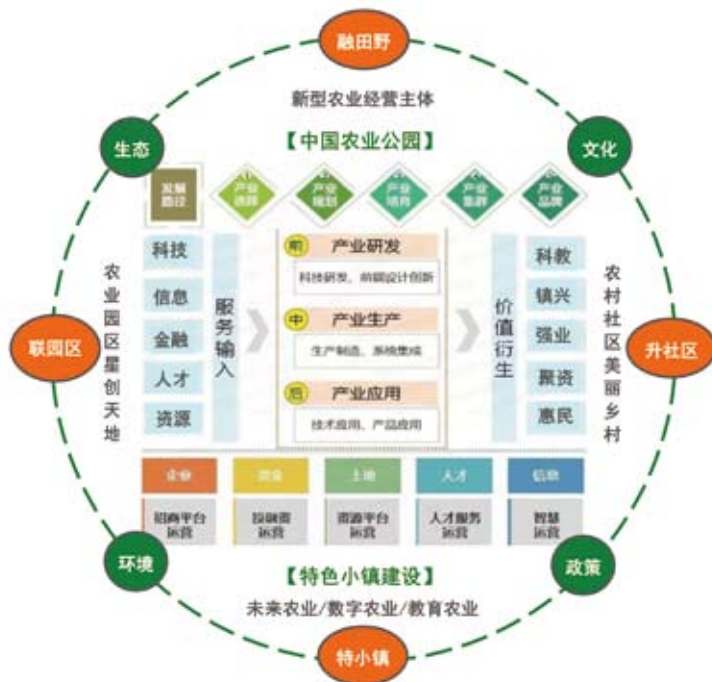 融田野
新型农业经营主体
生态
文化
【中国农业公园】
发展
路径
产业
选择
产业
规划
产业
培育
产业
集群
产业
品牌
农业园区星创天地
科技
信息
金融
人才
资源
服务输入
前
产业研发
科技研发、前端设计创新
中
产业生产
生产制造、系统集成
后
产业应用
技术应用、产品应用
价值衍生
科教
镇兴
强业
聚资
惠民
农村社区美丽乡村
联园区
升社区
企业
资金
土地
人才
信息
招商平台
运营
投融资
运营
资源平台
运营
人才服务
运营
智慧
运营
环境
政策
【特色小镇建设】
未来农业/数字农业/教育农业
特小镇